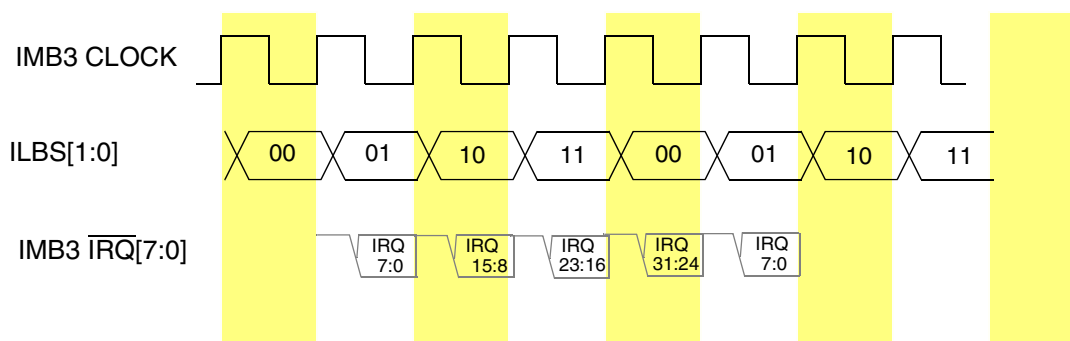 IMB3 CLOCK
ILBS[1:0] 00 01 10 11 00 01 10 11
IMB3 IRQ[7:0] IRQ IRQ IRQ IRQ IRQ
7:0 15:8 23:16 31:24 7:0